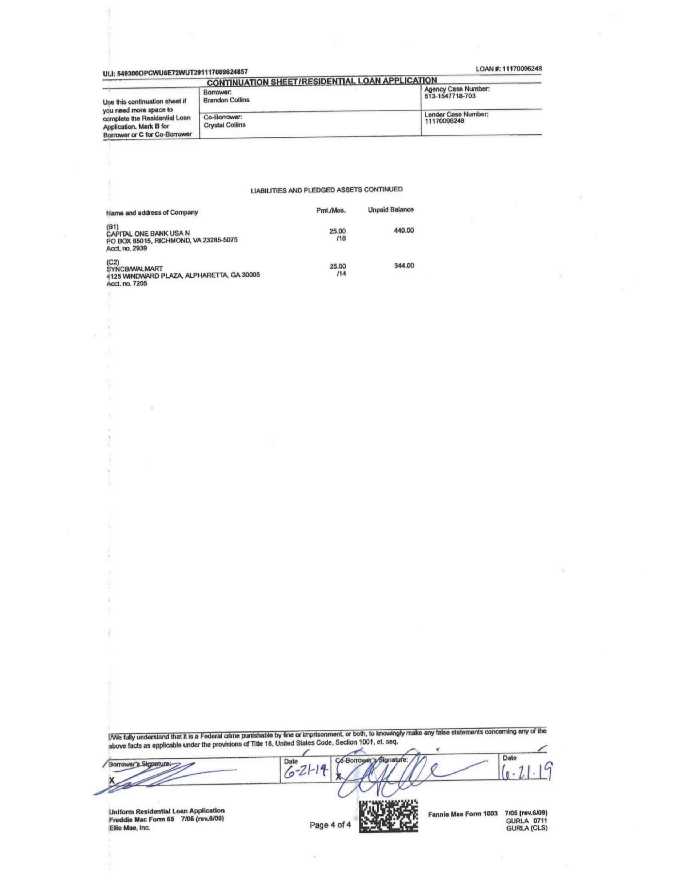 ULI: 549300OPCWU6E72WUT291117009624857
LOAN #: 11170096248
CONTINUATION SHEET/RESIDENTIAL LOAN APPLICATION
Use this continuation sheet if
you need more space to
complete the Residential Loan
Application. Mark B for
Borrower or C for Co-Borrower
Borrower:
Brandon Collins
Agency Case Number:
513-1547718-703
Co-Borrower:
Crystal Collins
Lender Case Number:
11170096248
LIABILITIES AND PLEDGED ASSETS CONTINUED
Name and address of Company Pmt./Mos. Unpaid Balance
(B1)
CAPITAL ONE BANK USA N 25.00 440.00
PO BOX 85015, RICHMOND, VA 23285-5075 /18
Acct. no. 2939
(C2)
SYNCB/WALMART 25.00 344.00
4125 WINDWARD PLAZA, ALPHARETTA, GA 30005 /14
Acct. no. 7205
I/We fully understand that it is a Federal crime punishable by fine or imprisonment, or both, to knowingly make any false statements concerning any of the
above facts as applicable under the provisions of Title 18, United States Code, Section 1001, et. seq.
Borrower's Signature: Date Co-Borrower's Signature: Date
X 6-21-19 X 6.21.19
Uniform Residential Loan Application
Freddie Mac Form 65 7/05 (rev.6/09)
Ellie Mae, Inc.
Page 4 of 4
Fannie Mae Form 1003 7/05 (rev.6/09)
GURLA 0711
GURLA (CLS)